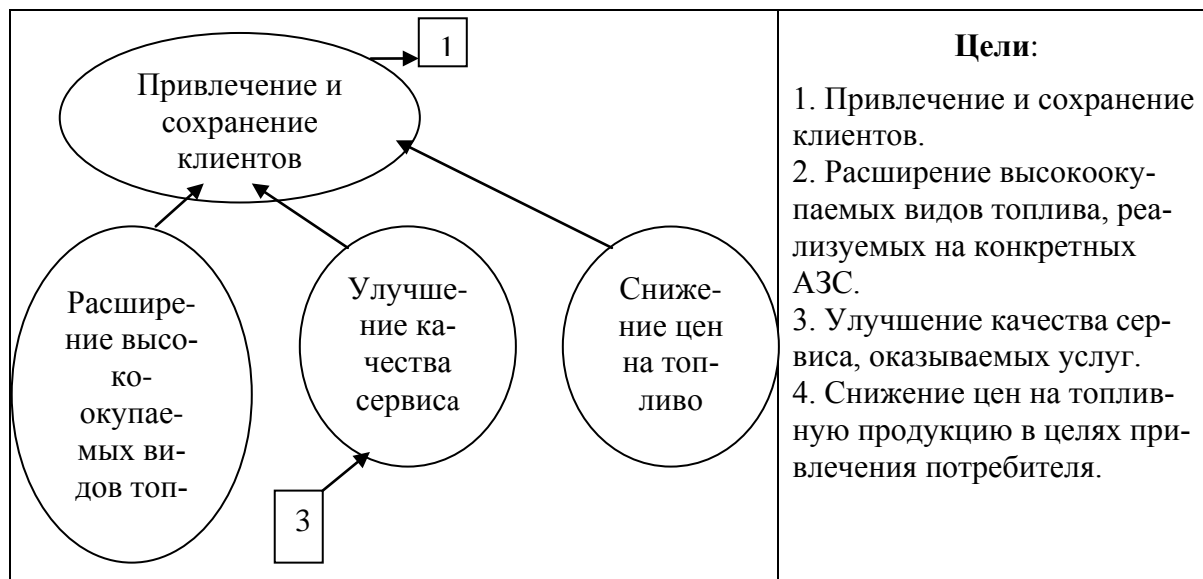 1
Привлечение и
сохранение
клиентов
Расшире-
ние высо-
ко-
окупае-
мых ви-
дов топ-
Улучше-
ние ка-
чества
сервиса
Сниже-
ние цен
на топ-
ливо
3
Цели:
1. Привлечение и сохранение
клиентов.
2. Расширение высокооку-
паемых видов топлива, реа-
лизуемых на конкретных
АЗС.
3. Улучшение качества сер-
виса, оказываемых услуг.
4. Снижение цен на топлив-
ную продукцию в целях при-
влечения потребителя.